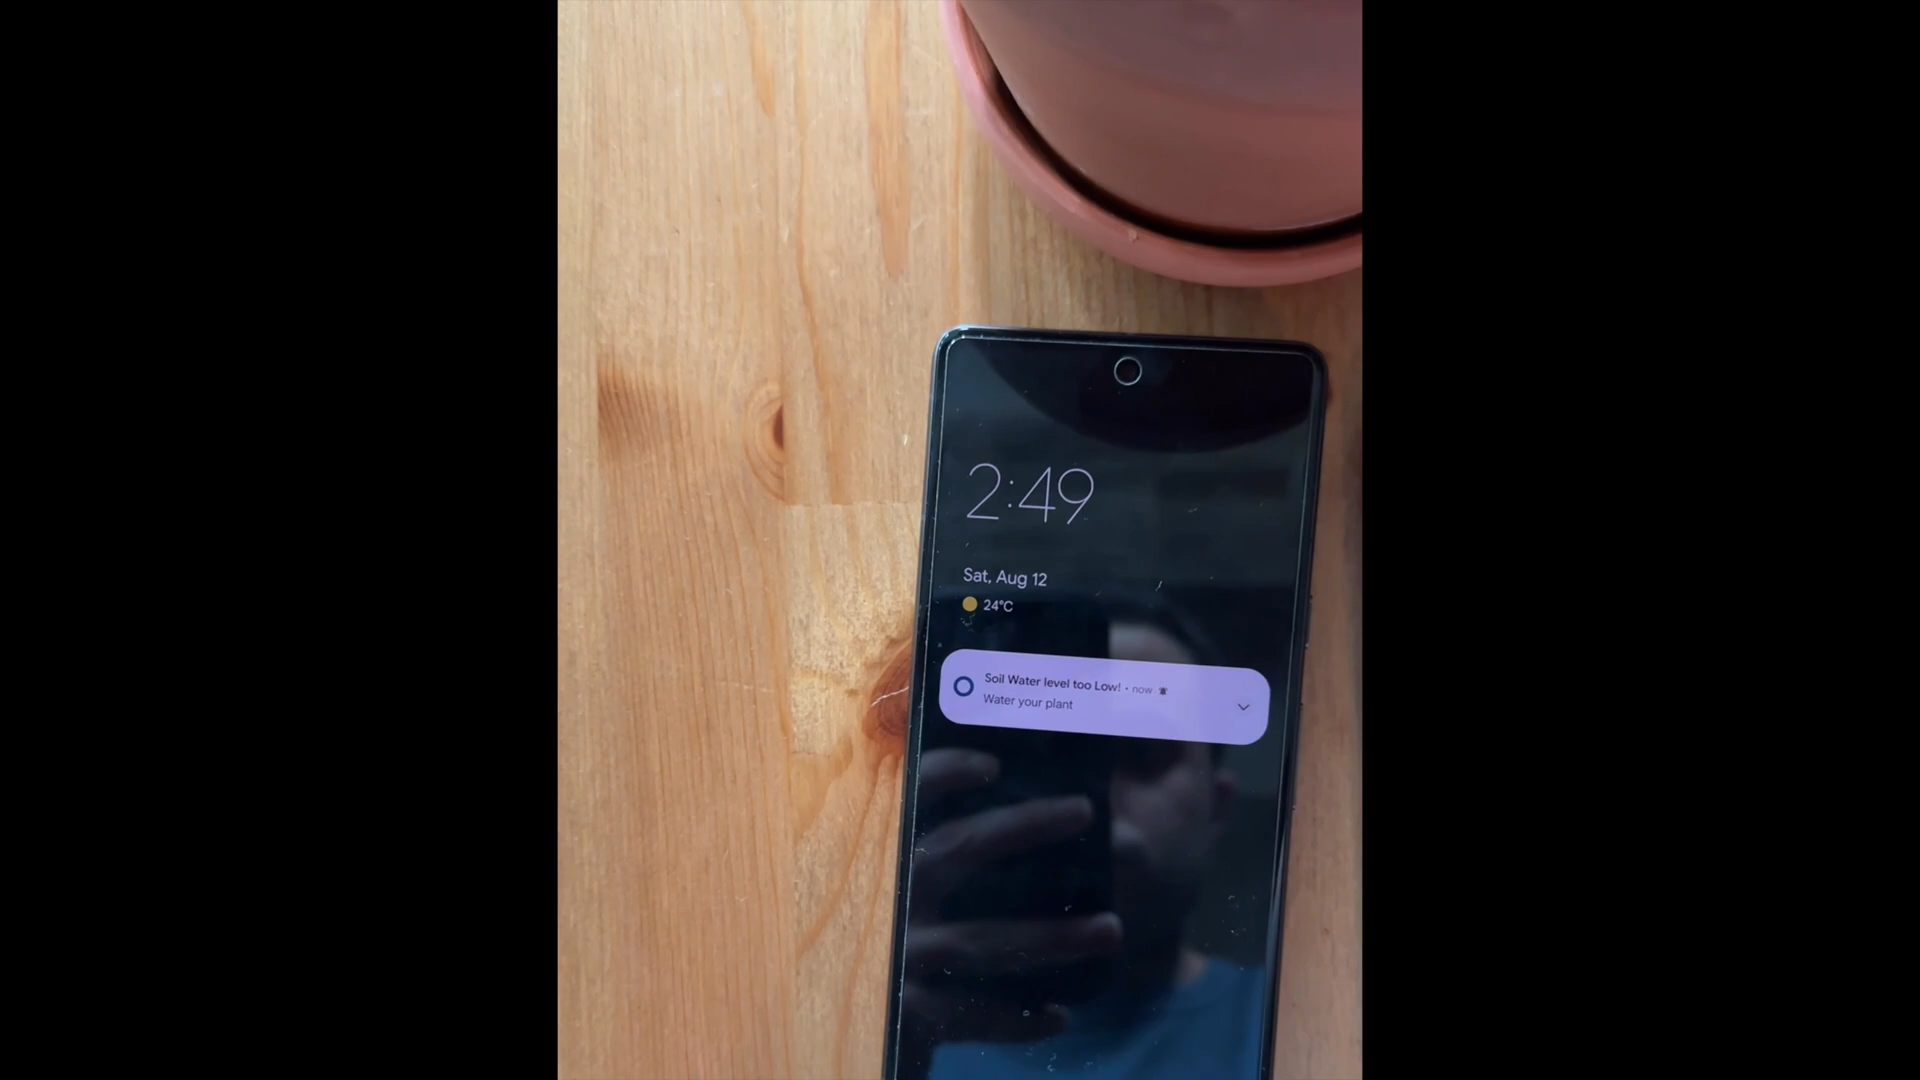 2:49
Sat, Aug 12
24°C
Soil Water level too Low! • now
Water your plant